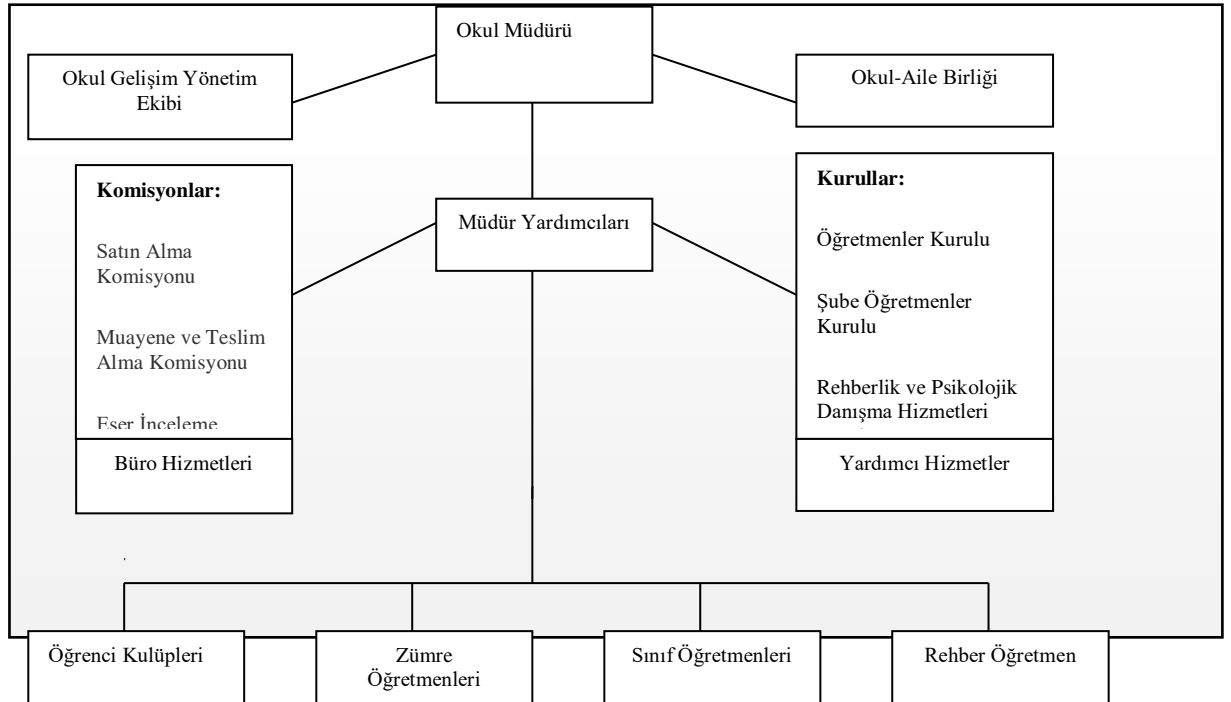 Okul Müdürü
Okul Gelişim Yönetim
Ekibi
Okul-Aile Birliği
Komisyonlar:
Satın Alma
Komisyonu
Muayene ve Teslim
Alma Komisyonu
Eser İnceleme
Büro Hizmetleri
Müdür Yardımcıları
Kurullar:
Öğretmenler Kurulu
Şube Öğretmenler
Kurulu
Rehberlik ve Psikolojik
Danışma Hizmetleri
Yardımcı Hizmetler
Öğrenci Kulüpleri
Zümre
Öğretmenleri
Sınıf Öğretmenleri
Rehber Öğretmen